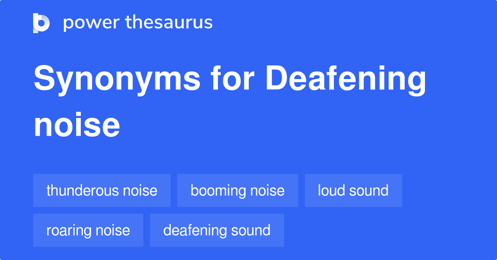 power thesaurus
Synonyms for Deafening
noise
thunderous noise booming noise loud sound
roaring noise deafening sound